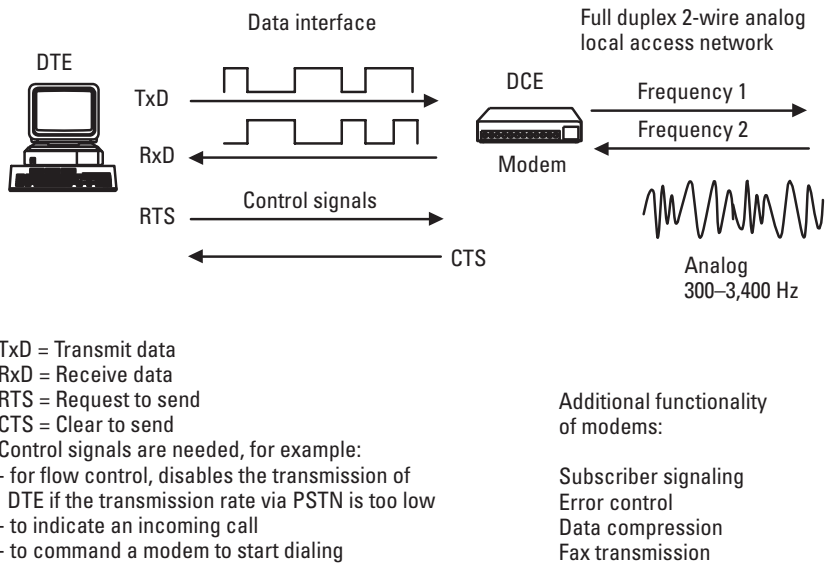 Data interface
Full duplex 2-wire analog
local access network
DTE
TxD
DCE
Frequency 1
Frequency 2
RxD
Modem
RTS
Control signals
CTS
Analog
300–3,400 Hz
TxD = Transmit data
RxD = Receive data
RTS = Request to send
CTS = Clear to send
Control signals are needed, for example:
- for flow control, disables the transmission of
DTE if the transmission rate via PSTN is too low
- to indicate an incoming call
- to command a modem to start dialing
Additional functionality
of modems:
Subscriber signaling
Error control
Data compression
Fax transmission